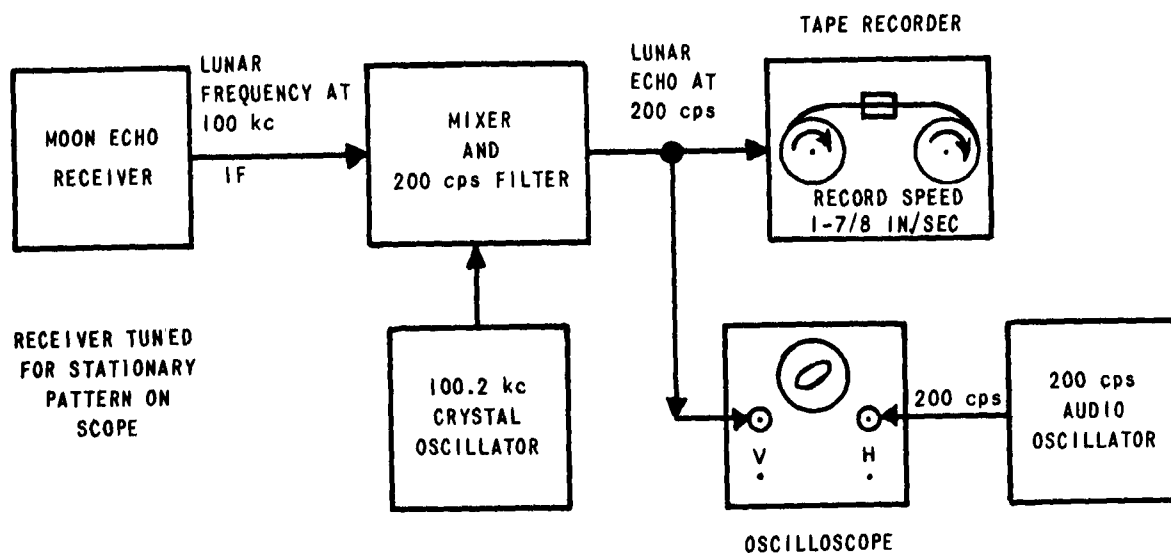 TAPE RECORDER
LUNAR
FREQUENCY AT
100 kc
IF
LUNAR
ECHO AT
200 cps
MOON ECHO
RECEIVER
MIXER
AND
200 cps FILTER
RECORD SPEED
1-7/8 IN/SEC
RECEIVER TUNED
FOR STATIONARY
PATTERN ON
SCOPE
100.2 kc
CRYSTAL
OSCILLATOR
V
H
200 cps
200 cps
AUDIO
OSCILLATOR
OSCILLOSCOPE